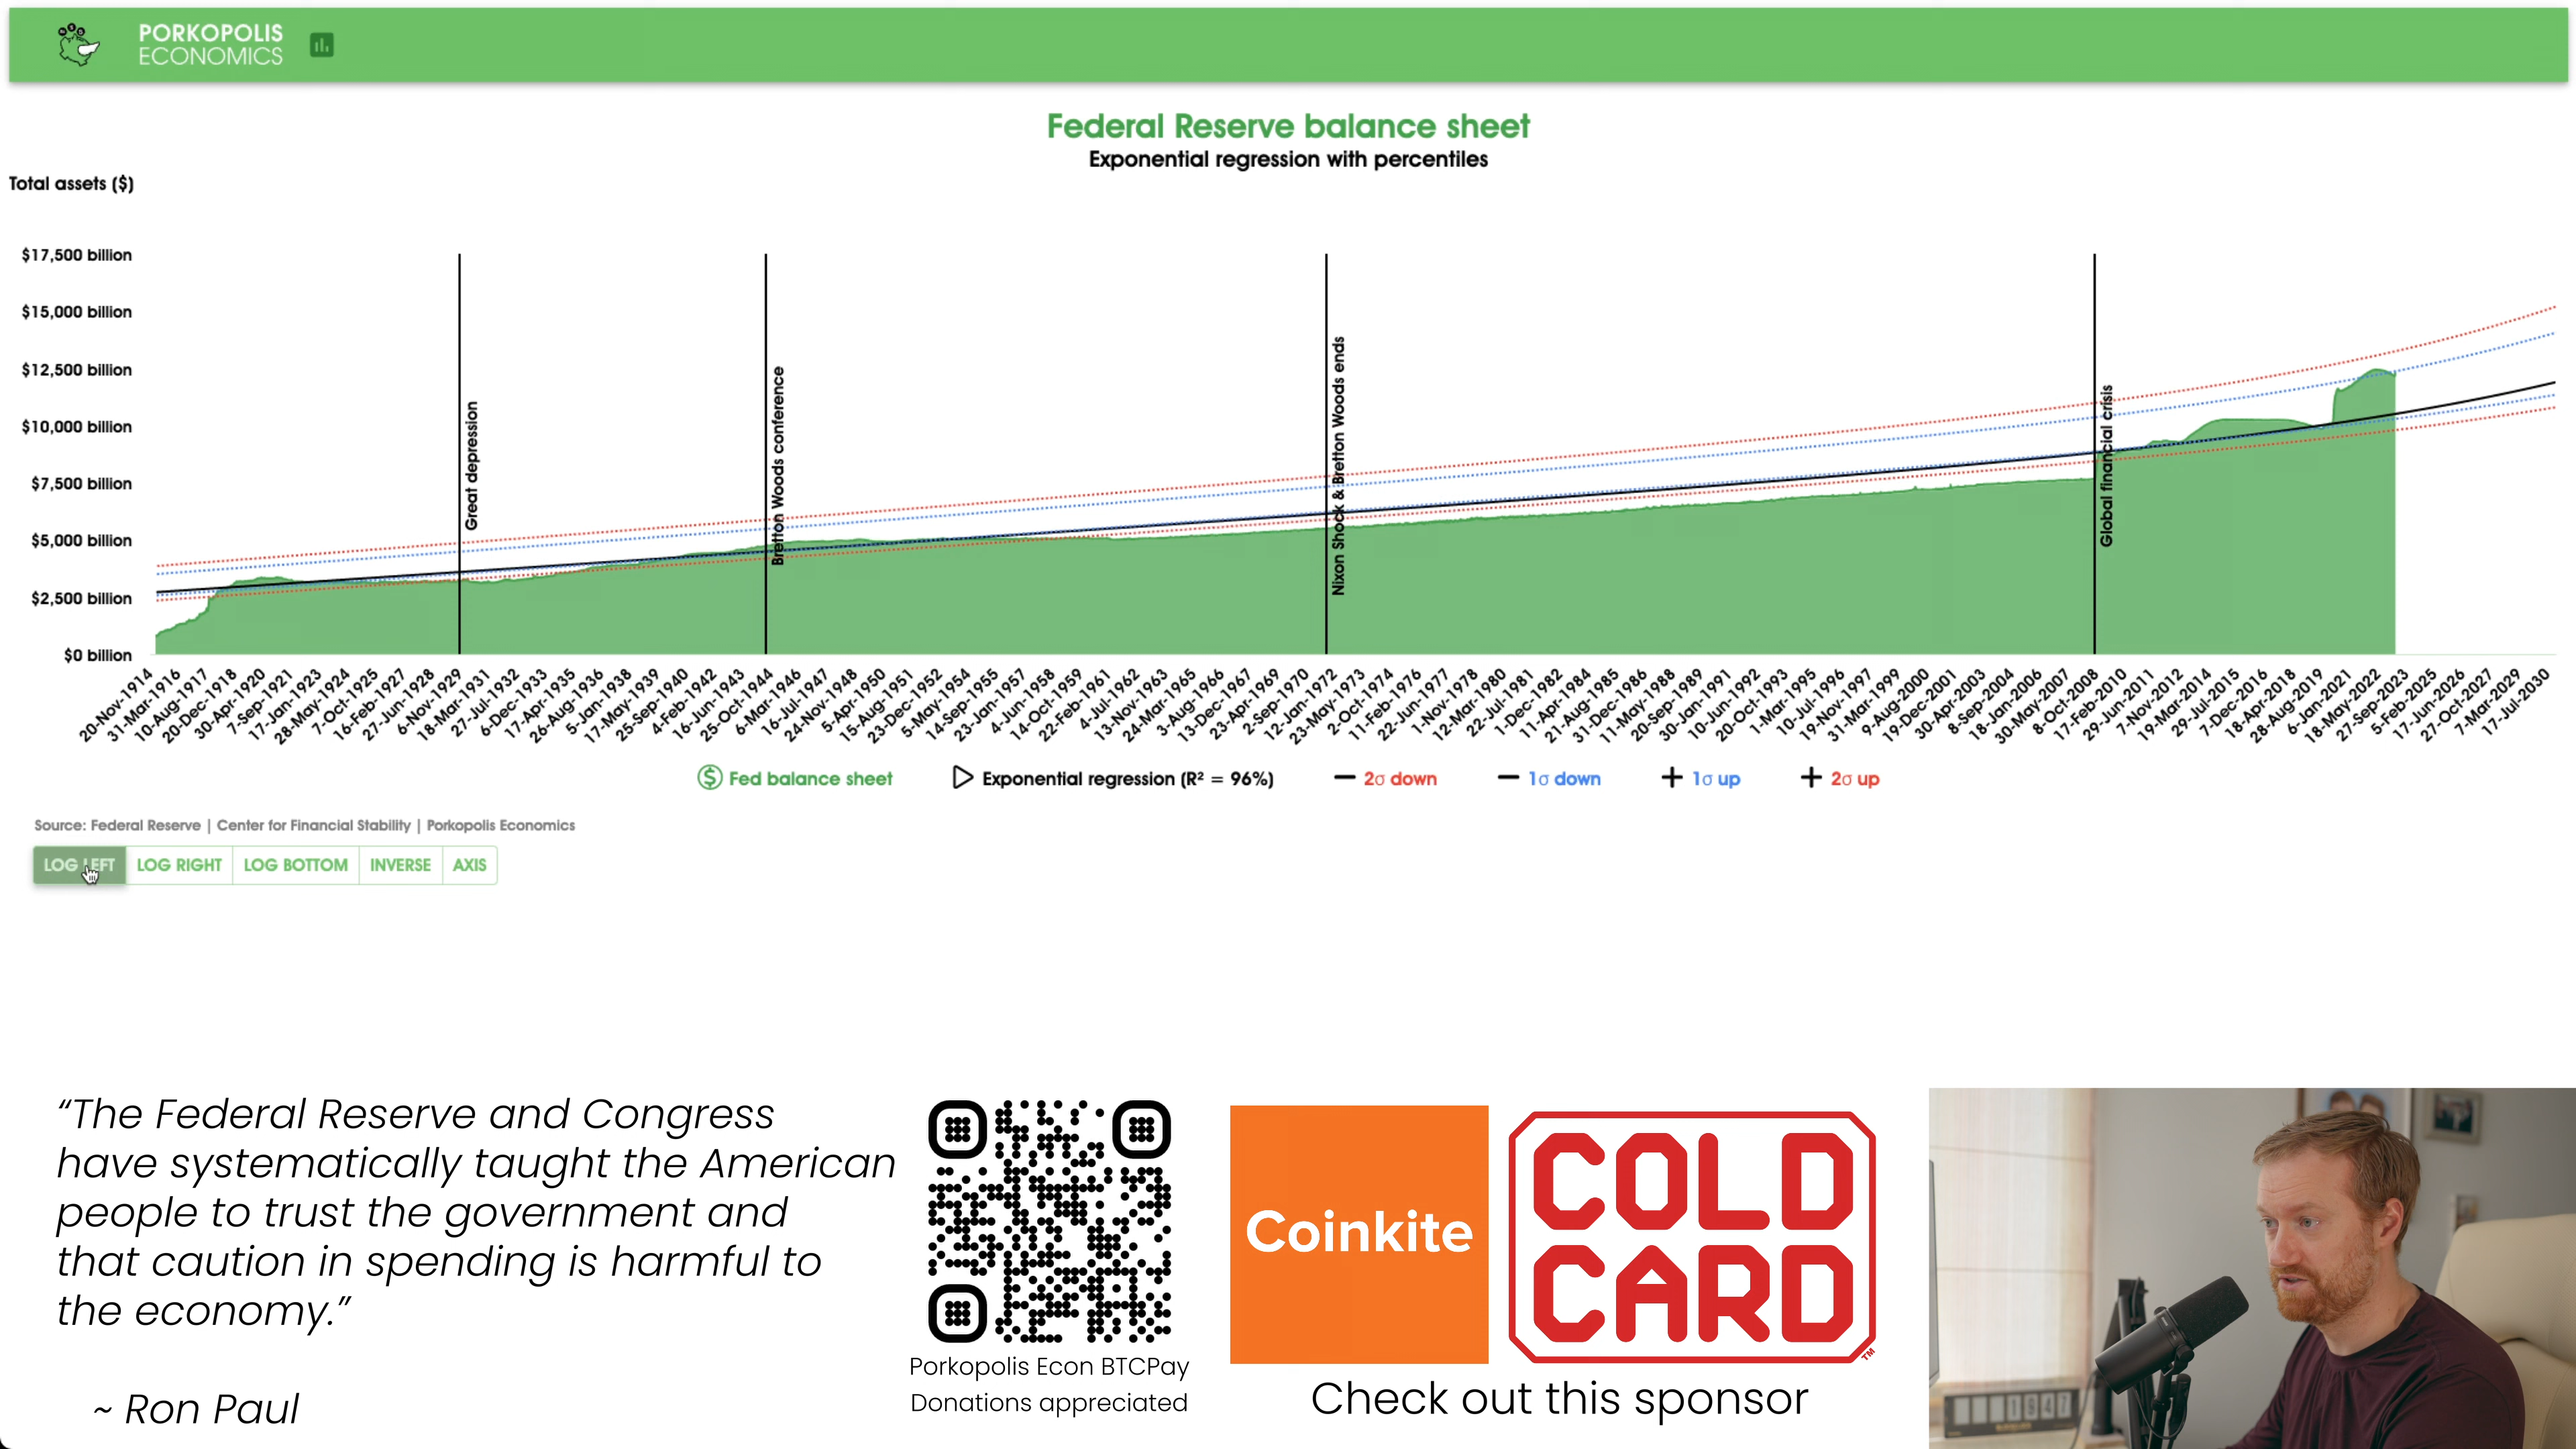 PORKOPOLIS
ECONOMICS
Federal Reserve balance sheet
Exponential regression with percentiles
Total assets ($)
$17,500 billion
$15,000 billion
$12,500 billion
$10,000 billion
$7,500 billion
$5,000 billion
$2,500 billion
$0 billion
Great depression
Bretton Woods conference
Nixon Shock & Bretton Woods ends
Global financial crisis
20-Nov-1914
31-Mar-1916
10-Aug-1917
20-Dec-1918
30-Apr-1920
7-Sep-1921
17-Jan-1923
28-May-1924
7-Oct-1925
16-Feb-1927
27-Jun-1928
6-Nov-1929
18-Mar-1931
27-Jul-1932
6-Dec-1933
17-Apr-1935
26-Aug-1936
5-Jan-1938
17-May-1939
25-Sep-1940
4-Feb-1942
16-Jun-1943
25-Oct-1944
6-Mar-1946
16-Jul-1947
24-Nov-1948
5-Apr-1950
15-Aug-1951
23-Dec-1952
5-May-1954
14-Sep-1955
23-Jan-1957
4-Jun-1958
14-Oct-1959
22-Feb-1961
4-Jul-1962
13-Nov-1963
24-Mar-1965
3-Aug-1966
13-Dec-1967
23-Apr-1969
2-Sep-1970
12-Jan-1972
23-May-1973
2-Oct-1974
11-Feb-1976
22-Jun-1977
1-Nov-1978
12-Mar-1980
22-Jul-1981
1-Dec-1982
11-Apr-1984
21-Aug-1985
31-Dec-1986
11-May-1988
20-Sep-1989
30-Jan-1991
10-Jun-1992
20-Oct-1993
1-Mar-1995
10-Jul-1996
19-Nov-1997
31-Mar-1999
9-Aug-2000
19-Dec-2001
30-Apr-2003
8-Sep-2004
18-Jan-2006
30-May-2007
8-Oct-2008
17-Feb-2010
29-Jun-2011
7-Nov-2012
19-Mar-2014
29-Jul-2015
7-Dec-2016
18-Apr-2018
28-Aug-2019
6-Jan-2021
18-May-2022
27-Sep-2023
5-Feb-2025
17-Jun-2026
27-Oct-2027
7-Mar-2029
17-Jul-2030
Fed balance sheet
Exponential regression (R² = 96%)
2σ down
1σ down
1σ up
2σ up
Source: Federal Reserve | Center for Financial Stability | Porkopolis Economics
LOG LEFT
LOG RIGHT
LOG BOTTOM
INVERSE
AXIS
“The Federal Reserve and Congress
have systematically taught the American
people to trust the government and
that caution in spending is harmful to
the economy.”
~ Ron Paul
Porkopolis Econ BTCPay
Donations appreciated
Coinkite
COLD
CARD
TM
Check out this sponsor